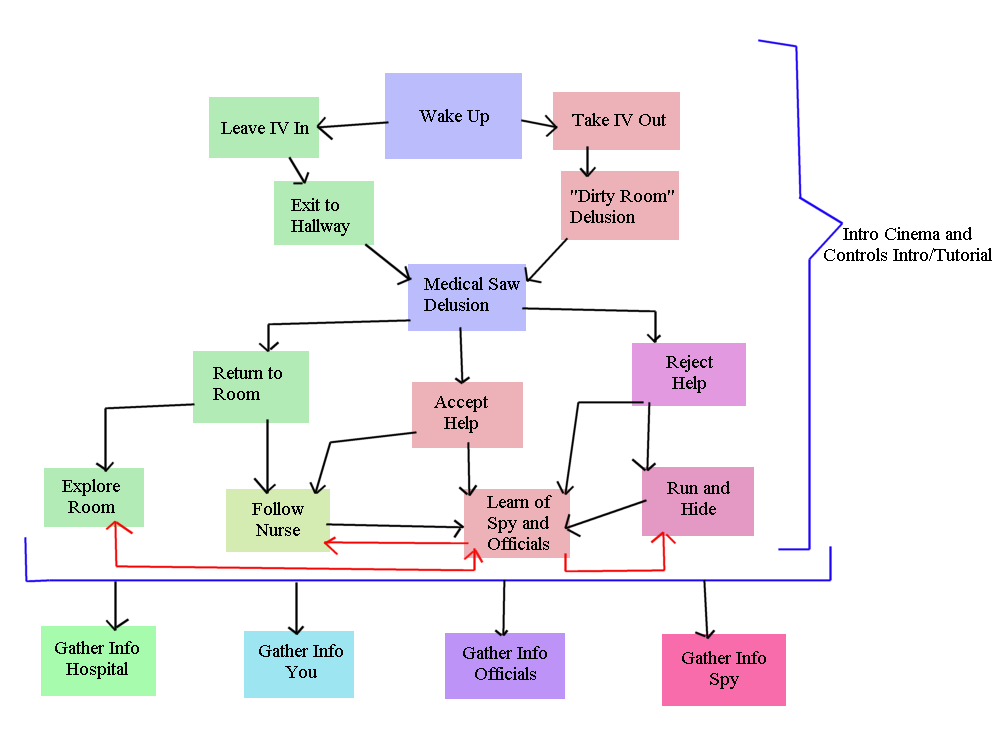 Wake Up
Leave IV In
Take IV Out
Exit to
Hallway
"Dirty Room"
Delusion
Intro Cinema and
Controls Intro/Tutorial
Medical Saw
Delusion
Return to
Room
Accept
Help
Reject
Help
Explore
Room
Follow
Nurse
Learn of
Spy and
Officials
Run and
Hide
Gather Info
Hospital
Gather Info
You
Gather Info
Officials
Gather Info
Spy